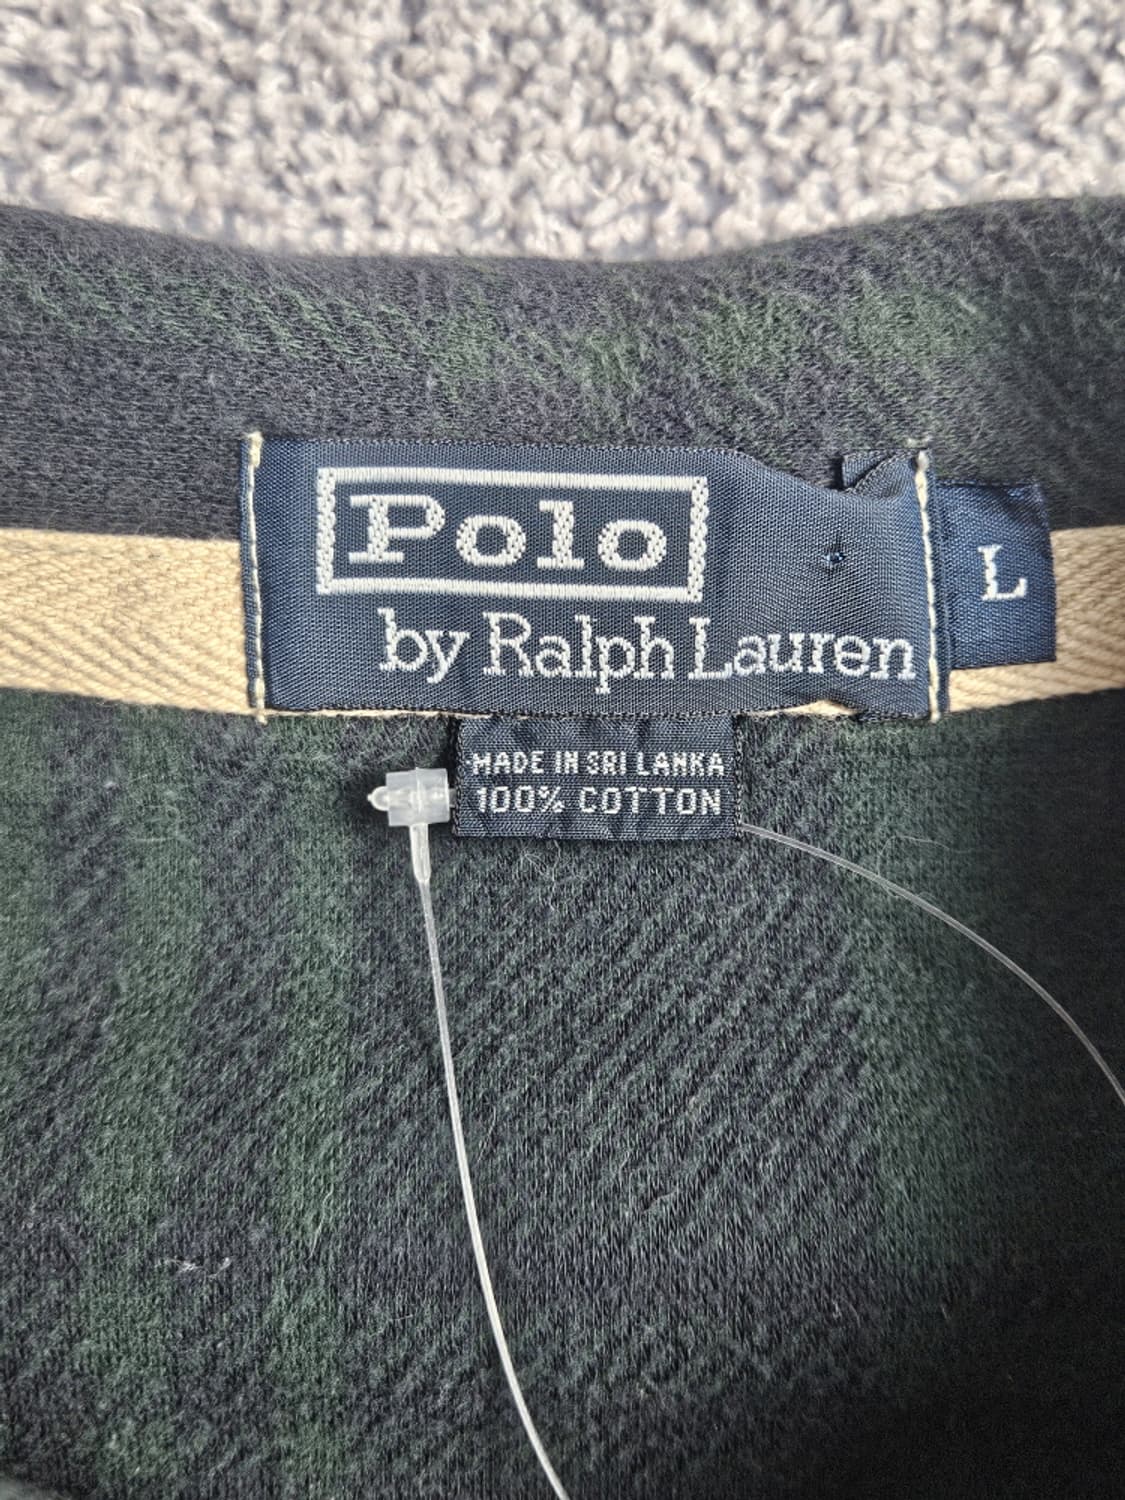 Polo
by Ralph Lauren
L
MADE IN SRI LANKA
100% COTTON